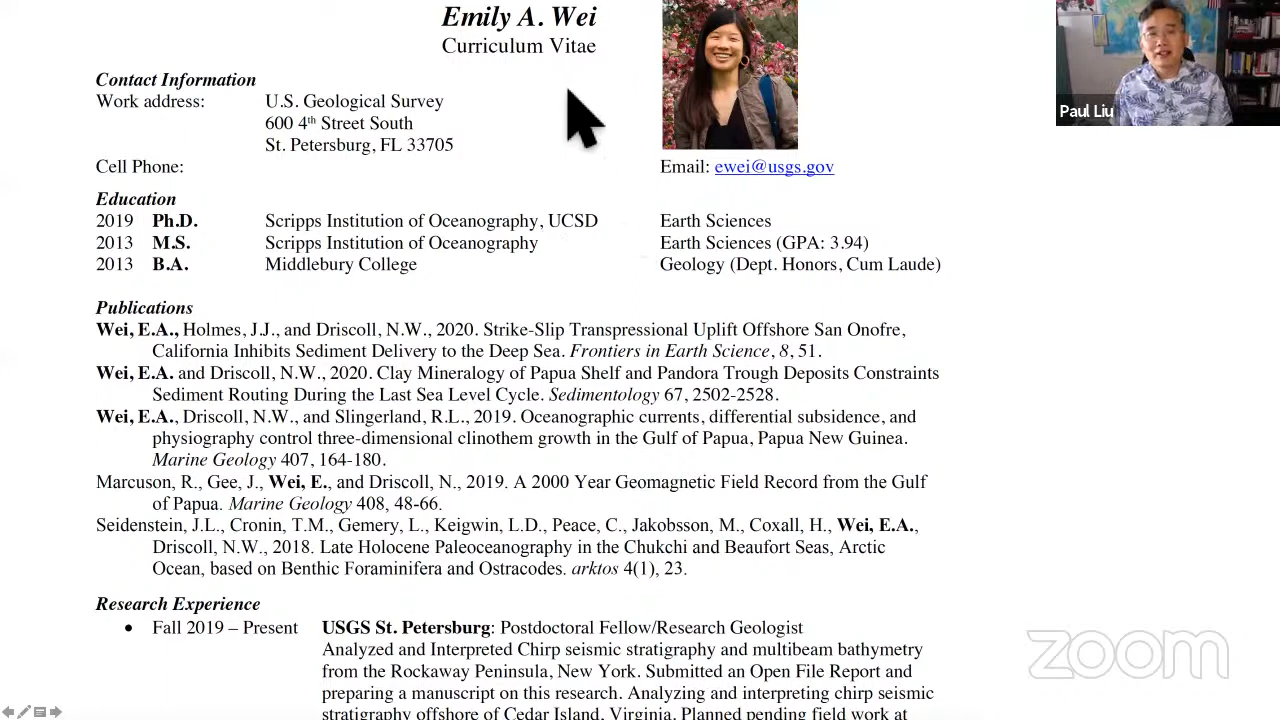 Emily A. Wei
Curriculum Vitae
Paul Liu
Contact Information
Work address: U.S. Geological Survey
600 4th Street South
St. Petersburg, FL 33705
Cell Phone: Email: ewei@usgs.gov
Education
2019 Ph.D. Scripps Institution of Oceanography, UCSD Earth Sciences
2013 M.S. Scripps Institution of Oceanography Earth Sciences (GPA: 3.94)
2013 B.A. Middlebury College Geology (Dept. Honors, Cum Laude)
Publications
Wei, E.A., Holmes, J.J., and Driscoll, N.W., 2020. Strike-Slip Transpressional Uplift Offshore San Onofre,
California Inhibits Sediment Delivery to the Deep Sea. Frontiers in Earth Science, 8, 51.
Wei, E.A. and Driscoll, N.W., 2020. Clay Mineralogy of Papua Shelf and Pandora Trough Deposits Constraints
Sediment Routing During the Last Sea Level Cycle. Sedimentology 67, 2502-2528.
Wei, E.A., Driscoll, N.W., and Slingerland, R.L., 2019. Oceanographic currents, differential subsidence, and
physiography control three-dimensional clinothem growth in the Gulf of Papua, Papua New Guinea.
Marine Geology 407, 164-180.
Marcuson, R., Gee, J., Wei, E., and Driscoll, N., 2019. A 2000 Year Geomagnetic Field Record from the Gulf
of Papua. Marine Geology 408, 48-66.
Seidenstein, J.L., Cronin, T.M., Gemery, L., Keigwin, L.D., Peace, C., Jakobsson, M., Coxall, H., Wei, E.A.,
Driscoll, N.W., 2018. Late Holocene Paleoceanography in the Chukchi and Beaufort Seas, Arctic
Ocean, based on Benthic Foraminifera and Ostracodes. arktos 4(1), 23.
Research Experience
• Fall 2019 – Present USGS St. Petersburg: Postdoctoral Fellow/Research Geologist
Analyzed and Interpreted Chirp seismic stratigraphy and multibeam bathymetry
from the Rockaway Peninsula, New York. Submitted an Open File Report and
preparing a manuscript on this research. Analyzing and interpreting chirp seismic
stratigraphy offshore of Cedar Island, Virginia. Planned pending field work at
zoom